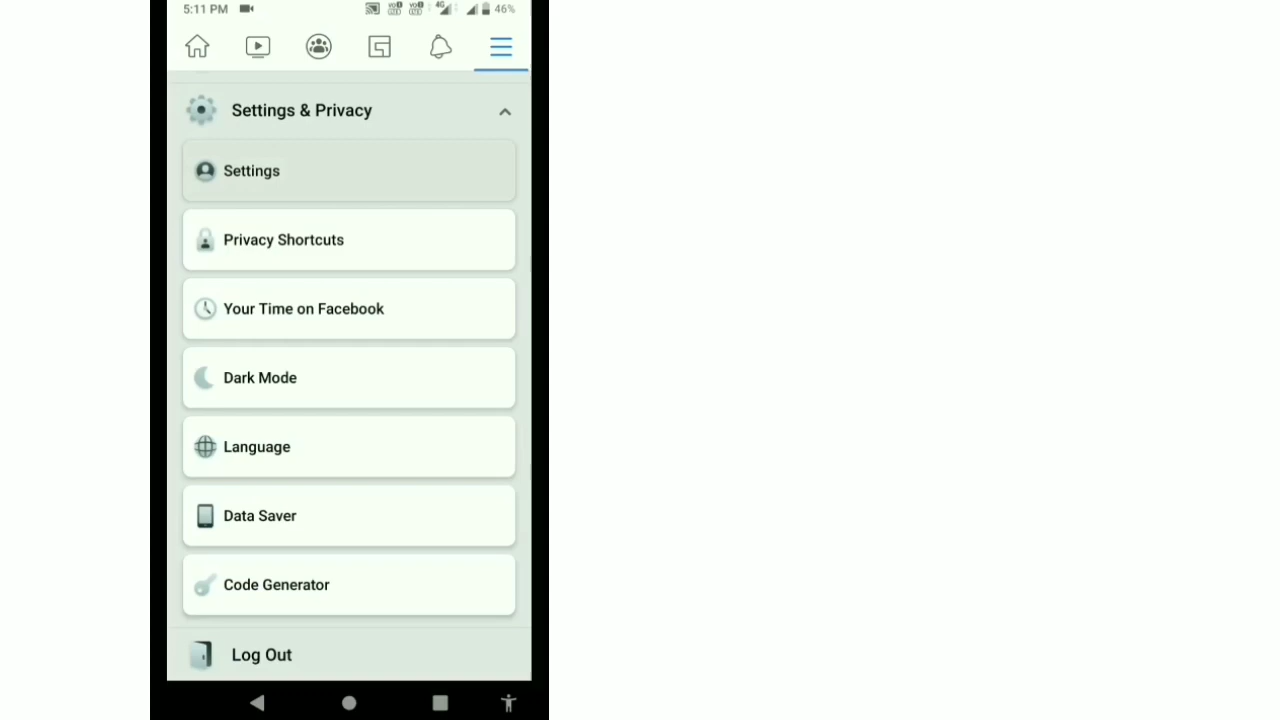 5:11 PM 4G 46%
Settings & Privacy
Settings
Privacy Shortcuts
Your Time on Facebook
Dark Mode
Language
Data Saver
Code Generator
Log Out